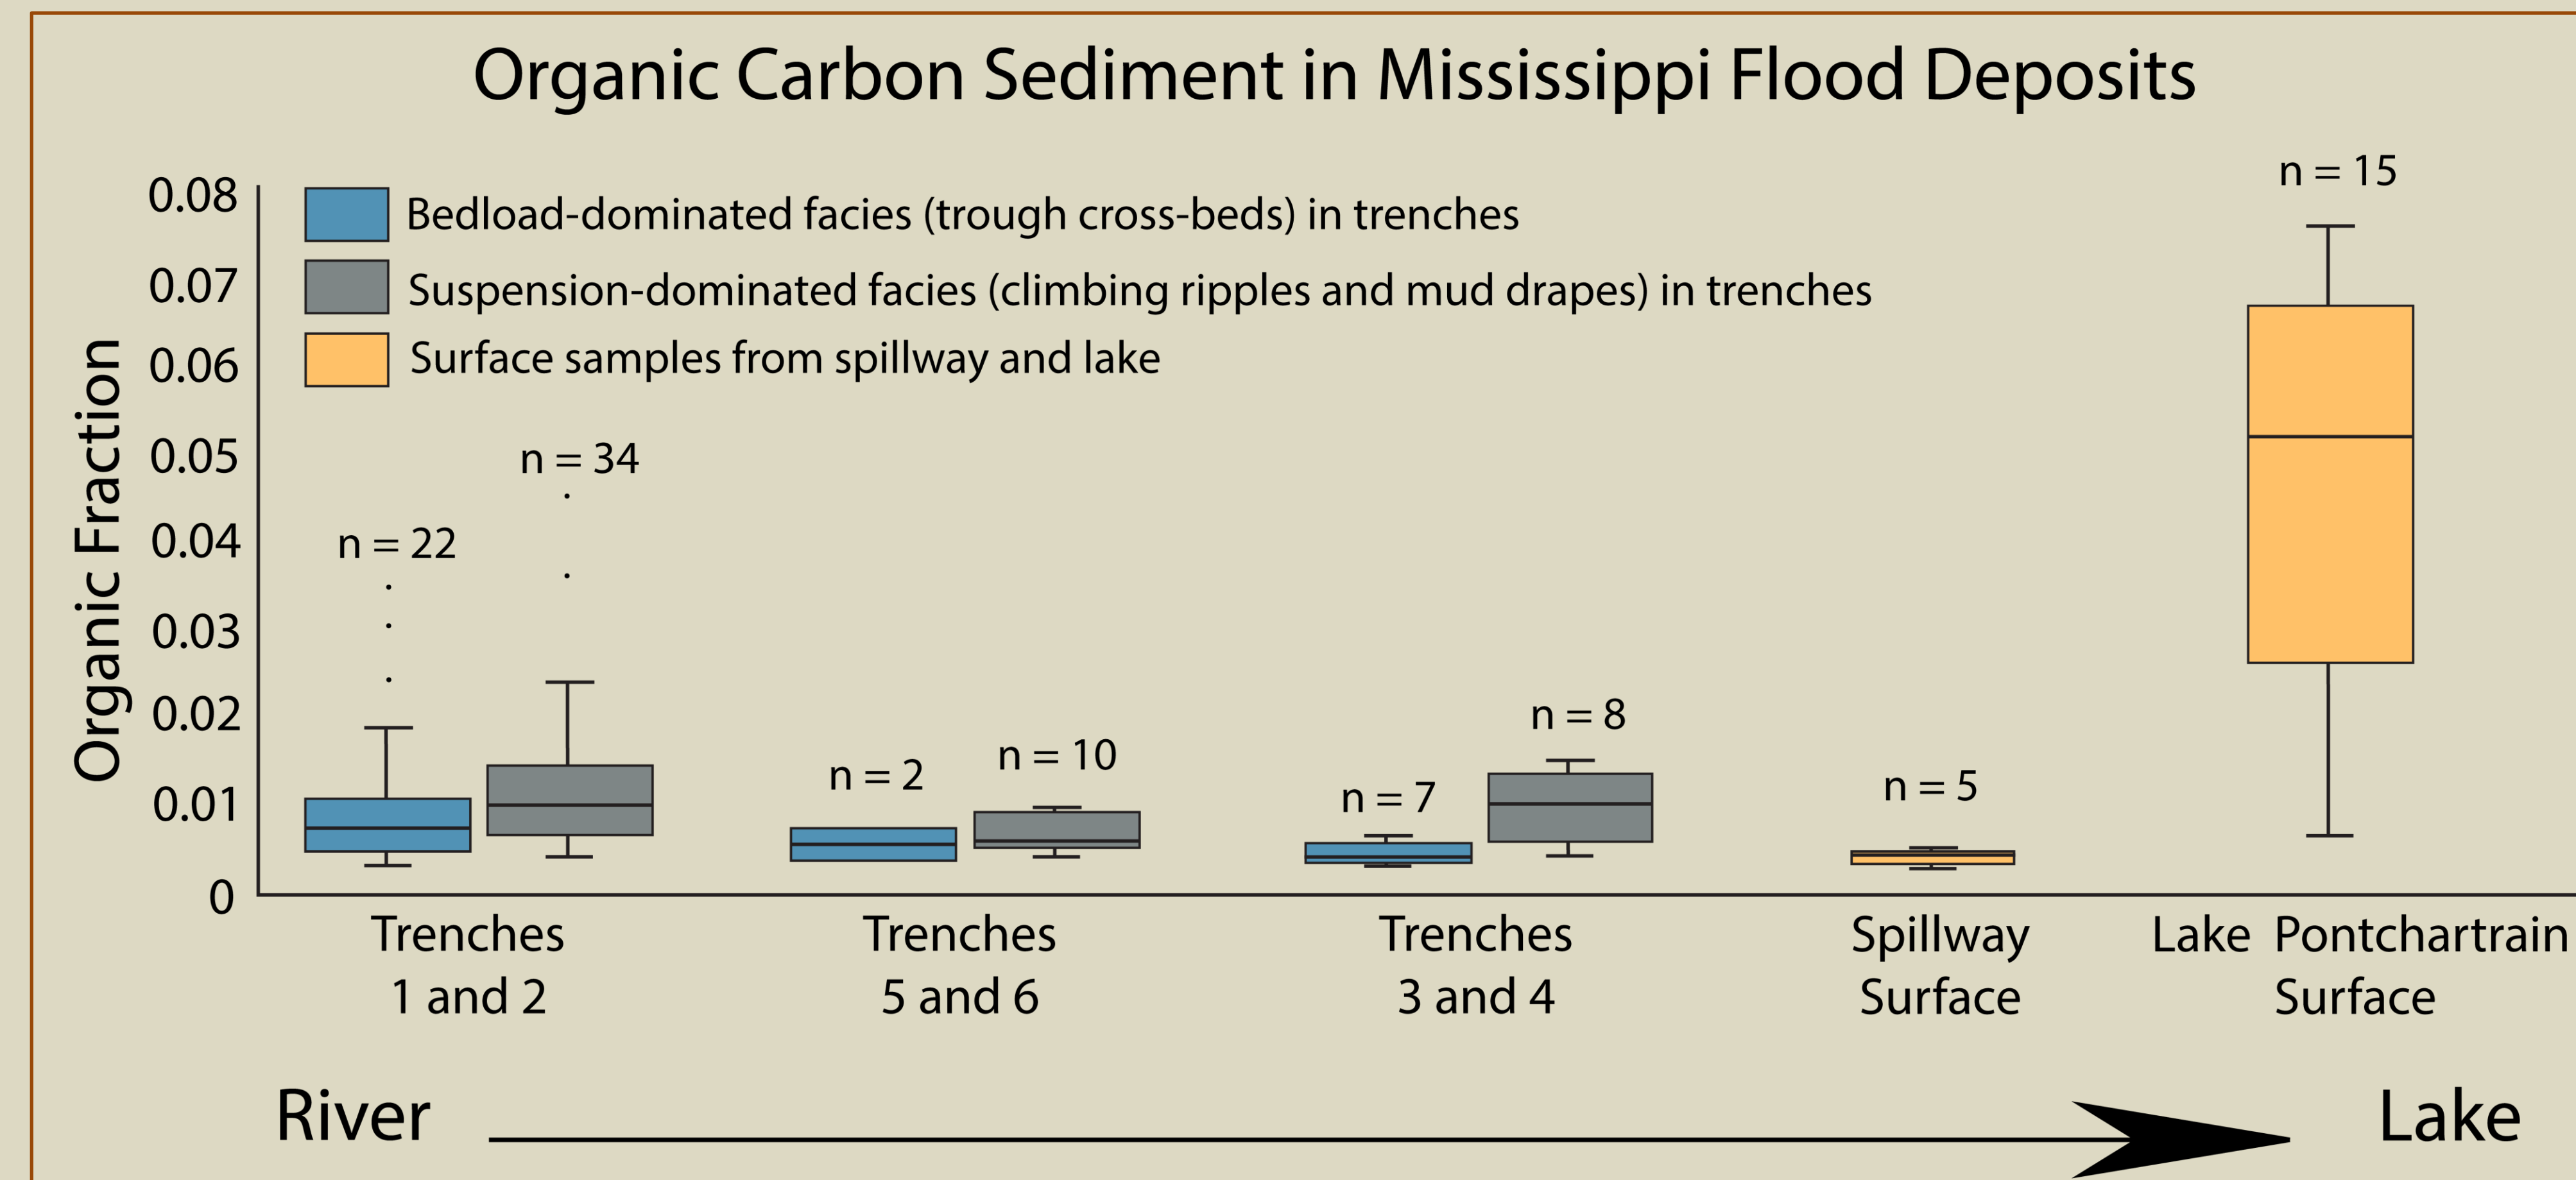 Organic Carbon Sediment in Mississippi Flood Deposits
0.08
0.07
0.06
0.05
0.04
0.03
0.02
0.01
0
Organic Fraction
Bedload-dominated facies (trough cross-beds) in trenches
Suspension-dominated facies (climbing ripples and mud drapes) in trenches
Surface samples from spillway and lake
n = 22
n = 34
n = 2
n = 10
n = 7
n = 8
n = 5
n = 15
Trenches
1 and 2
Trenches
5 and 6
Trenches
3 and 4
Spillway
Surface
Lake Pontchartrain
Surface
River
Lake